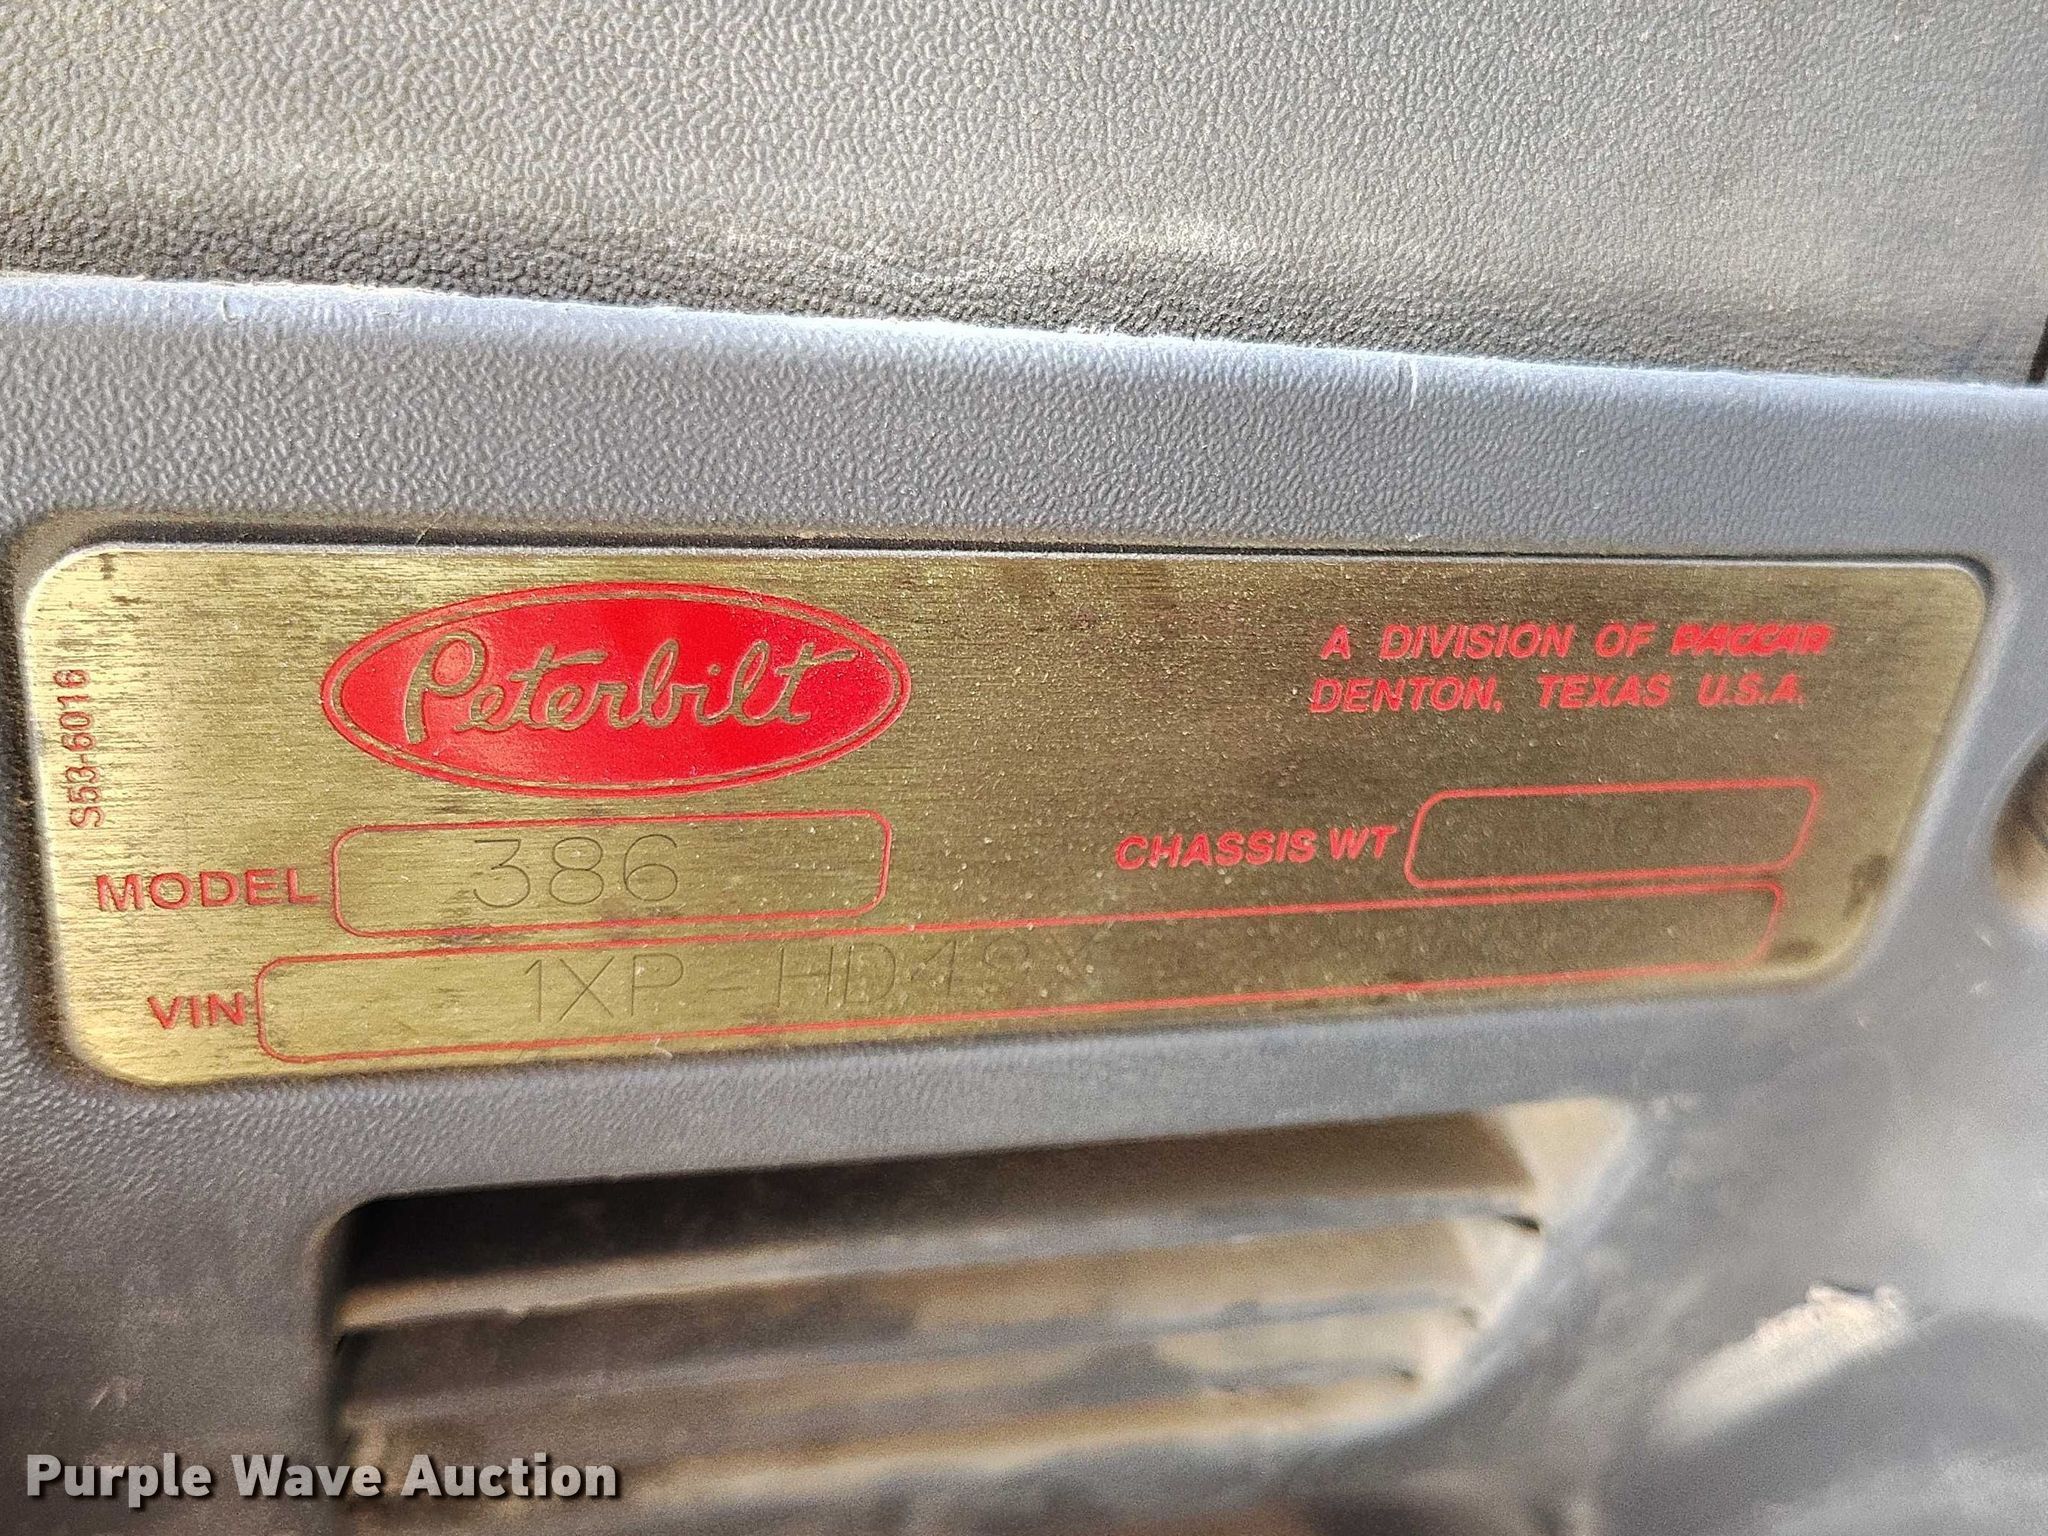 S53-6016
Peterbilt
A DIVISION OF PACCAR
DENTON, TEXAS U.S.A.
MODEL 386
CHASSIS WT
VIN 1XP-HD49X
Purple Wave Auction